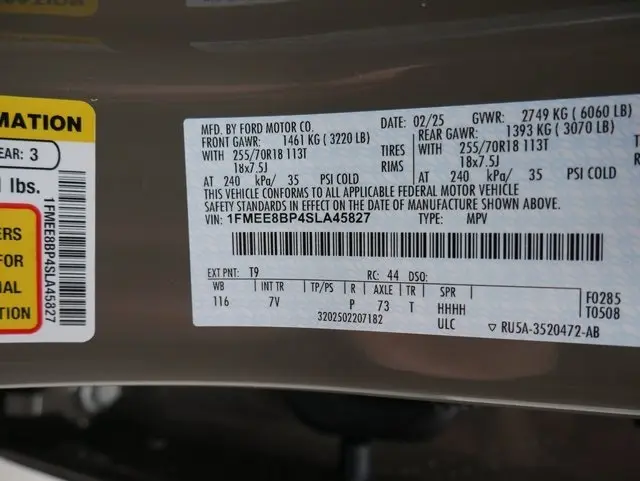 MATION
EAR: 3
lbs.
ERS
FOR
NAL
TION
1FMEE8BP4SLA45827
MFD. BY FORD MOTOR CO.
DATE: 02/25 GVWR: 2749 KG ( 6060 LB)
FRONT GAWR: 1461 KG ( 3220 LB)
REAR GAWR: 1393 KG ( 3070 LB)
WITH 255/70R18 113T TIRES WITH 255/70R18 113T
18x7.5J RIMS 18x7.5J
AT 240 kPa/ 35 PSI COLD AT 240 kPa/ 35 PSI COLD
THIS VEHICLE CONFORMS TO ALL APPLICABLE FEDERAL MOTOR VEHICLE
SAFETY STANDARDS IN EFFECT ON THE DATE OF MANUFACTURE SHOWN ABOVE.
VIN: 1FMEE8BP4SLA45827 TYPE: MPV
EXT PNT: T9 RC: 44 DSO:
WB INT TR TP/PS R AXLE TR SPR
116 7V P 73 T HHHH
F0285
T0508
3202502207182 ULC
▽ RU5A-3520472-AB